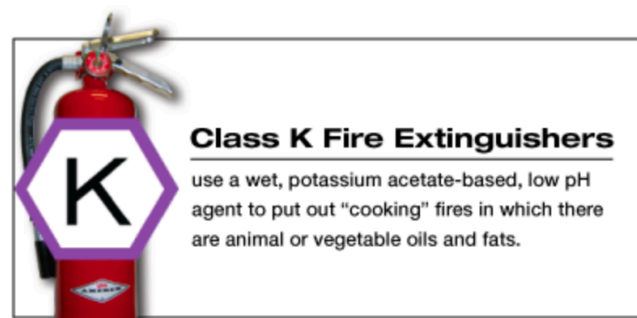 Class K Fire Extinguishers
use a wet, potassium acetate-based, low pH
agent to put out “cooking” fires in which there
are animal or vegetable oils and fats.
K
AMEREX